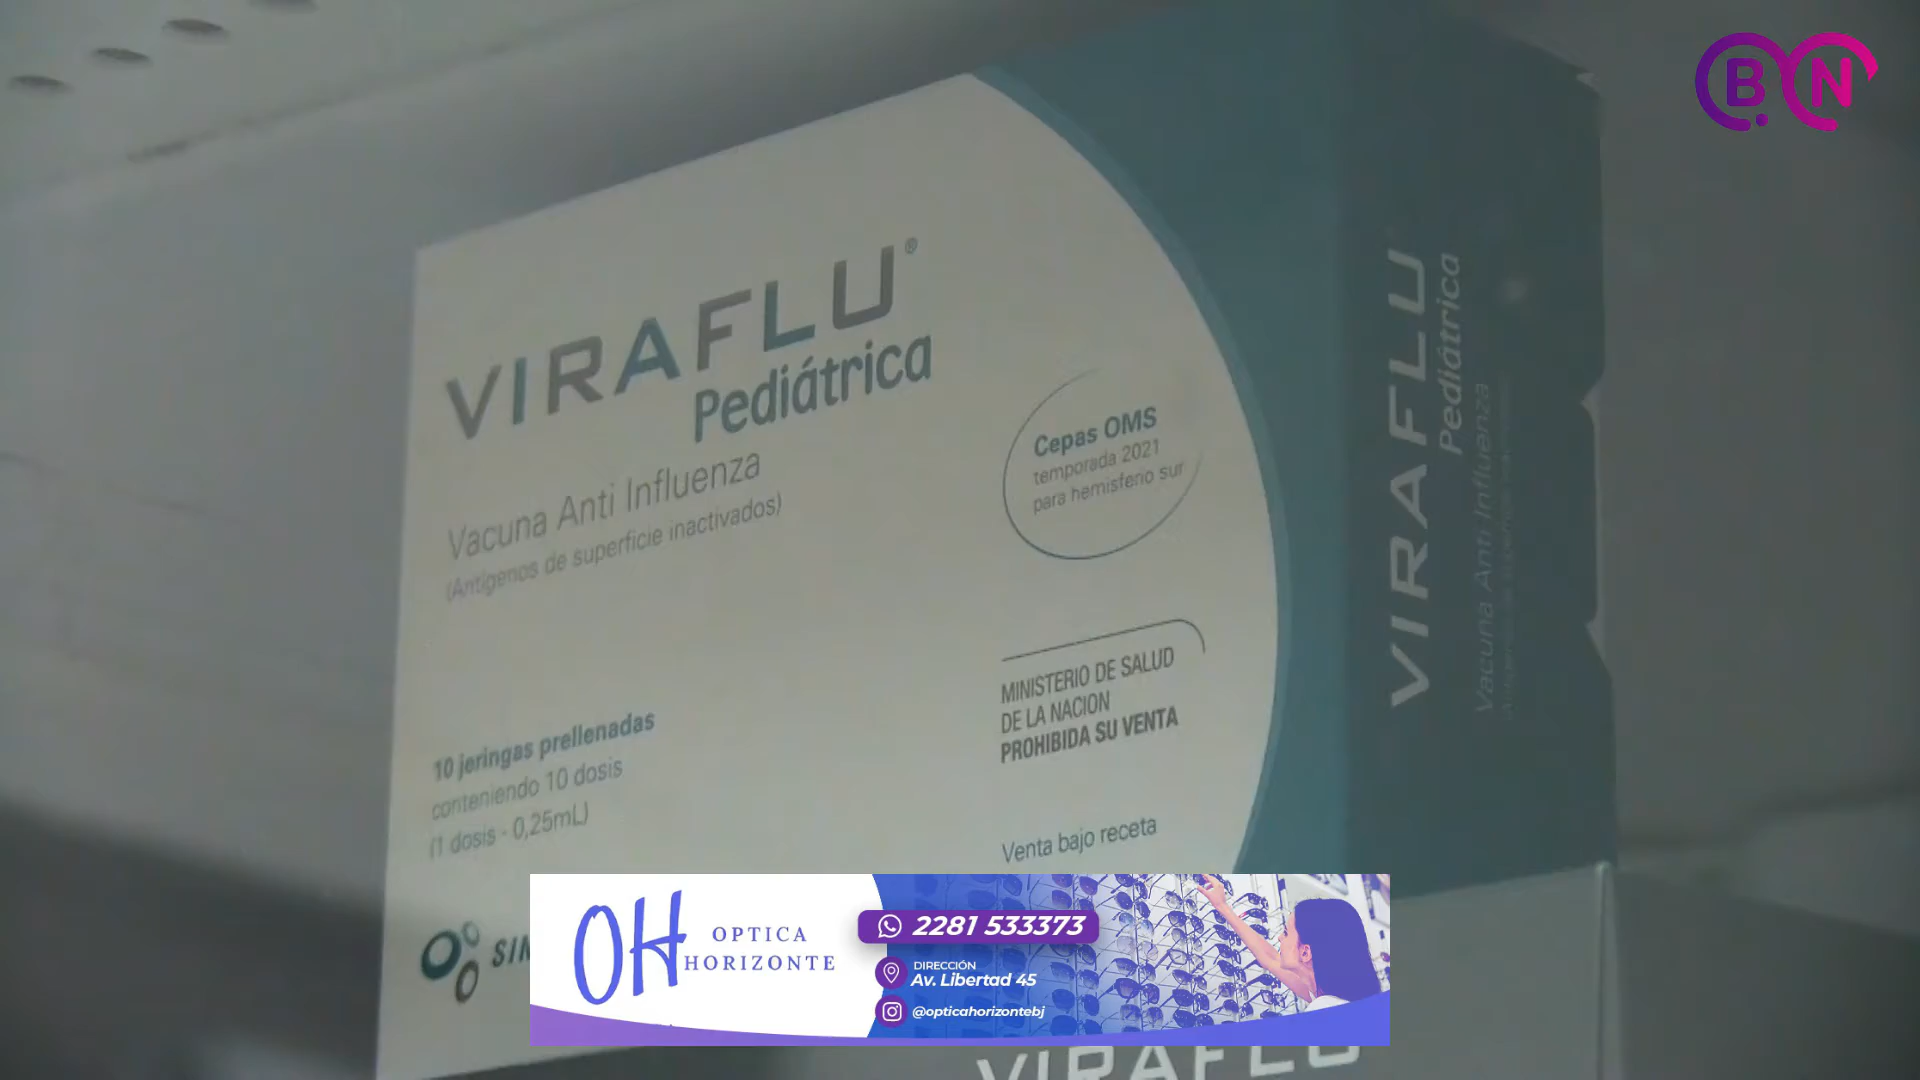 BN
VIRAFLU®
Pediátrica
Vacuna Anti Influenza
(Antígenos de superficie inactivados)
Cepas OMS
temporada 2021
para hemisferio sur
MINISTERIO DE SALUD
DE LA NACION
PROHIBIDA SU VENTA
10 jeringas prellenadas
conteniendo 10 dosis
(1 dosis - 0,25mL)
Venta bajo receta
VIRAFLU
Pediátrica
Vacuna Anti Influenza
OH OPTICA
HORIZONTE
2281 533373
DIRECCIÓN
Av. Libertad 45
@opticahorizontebj
VIRAFLU